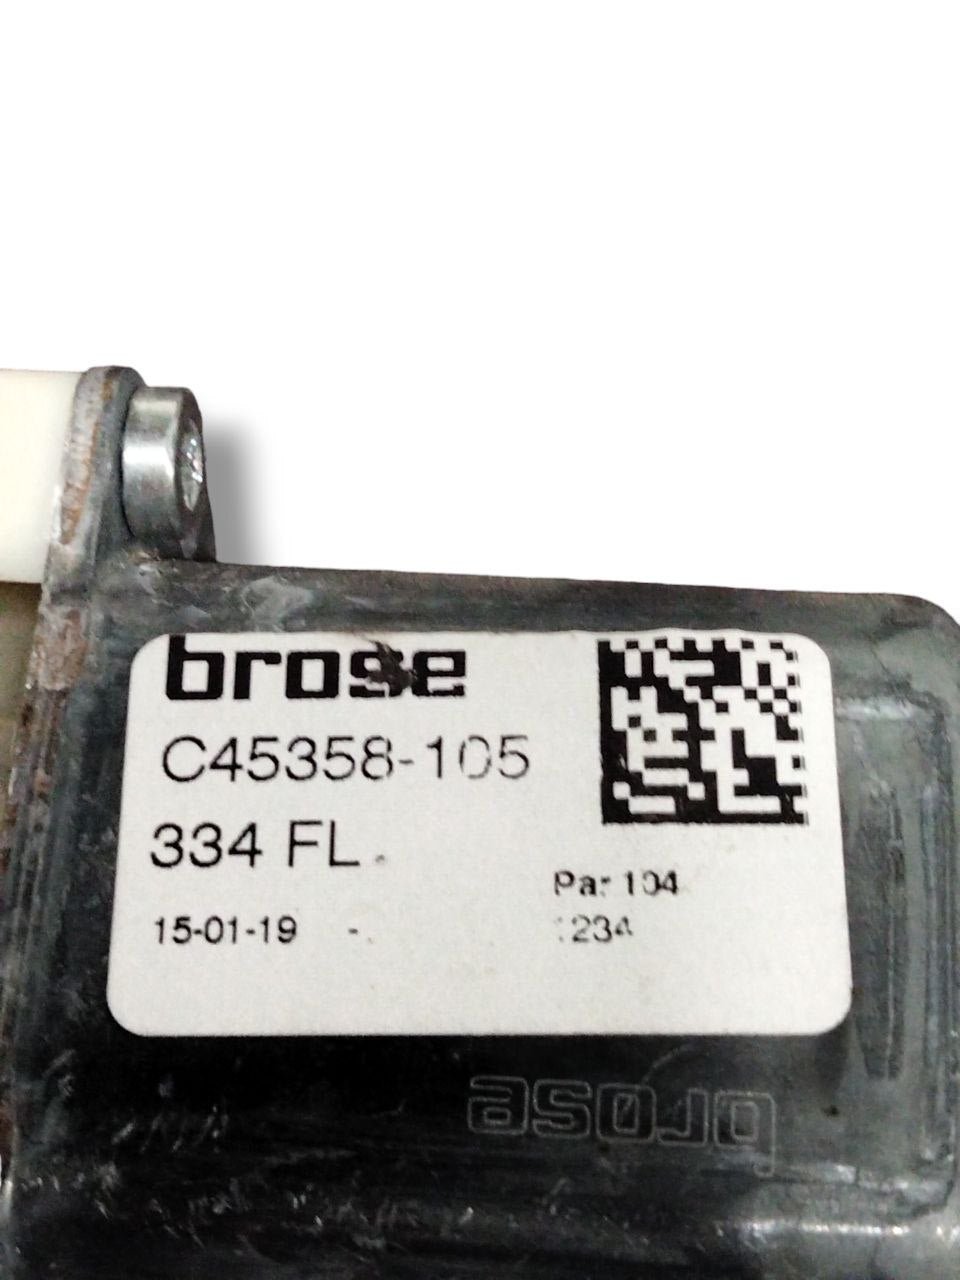 brose
C45358-105
334 FL
Par 104
15-01-19
1234
brose